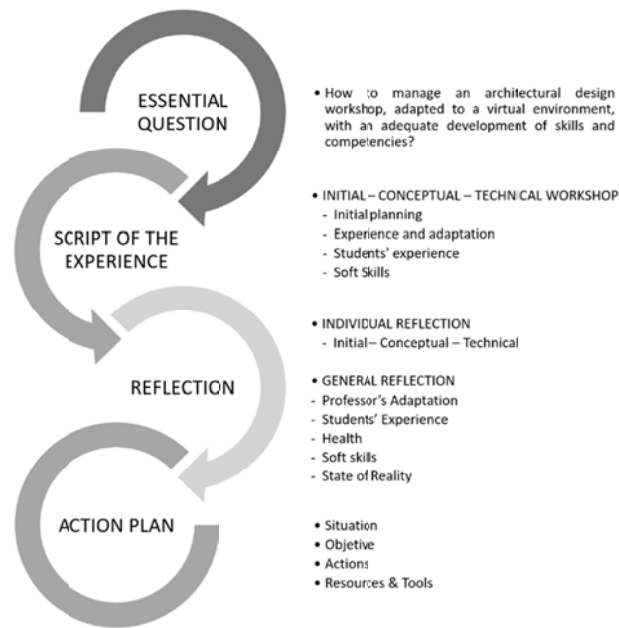 ESSENTIAL
QUESTION
• How to manage an architectural design
workshop, adapted to a virtual environment,
with an adequate development of skills and
competencies?
SCRIPT OF THE
EXPERIENCE
• INITIAL – CONCEPTUAL – TECHNICAL WORKSHOP
- Initial planning
- Experience and adaptation
- Students' experience
- Soft Skills
REFLECTION
• INDIVIDUAL REFLECTION
- Initial – Conceptual – Technical
• GENERAL REFLECTION
- Professor's Adaptation
- Students' Experience
- Health
- Soft skills
- State of Reality
ACTION PLAN
• Situation
• Objetive
• Actions
• Resources & Tools